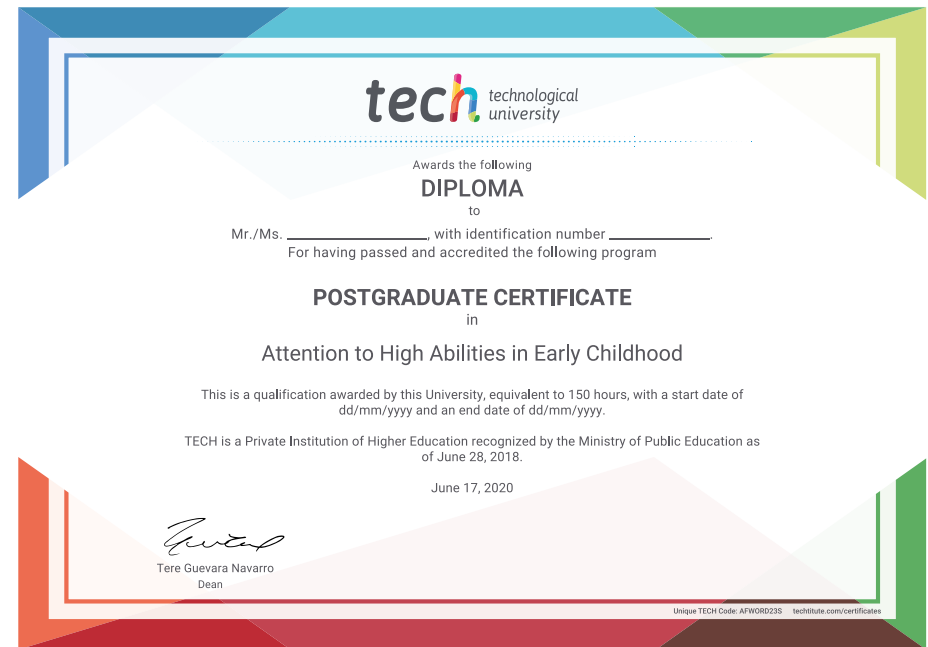 tech technological
university
Awards the following
DIPLOMA
to
Mr./Ms. ____________________, with identification number ______________.
For having passed and accredited the following program
POSTGRADUATE CERTIFICATE
in
Attention to High Abilities in Early Childhood
This is a qualification awarded by this University, equivalent to 150 hours, with a start date of
dd/mm/yyyy and an end date of dd/mm/yyyy.
TECH is a Private Institution of Higher Education recognized by the Ministry of Public Education as
of June 28, 2018.
June 17, 2020
Tere Guevara Navarro
Dean
Unique TECH Code: AFWORD23S techtitute.com/certificates